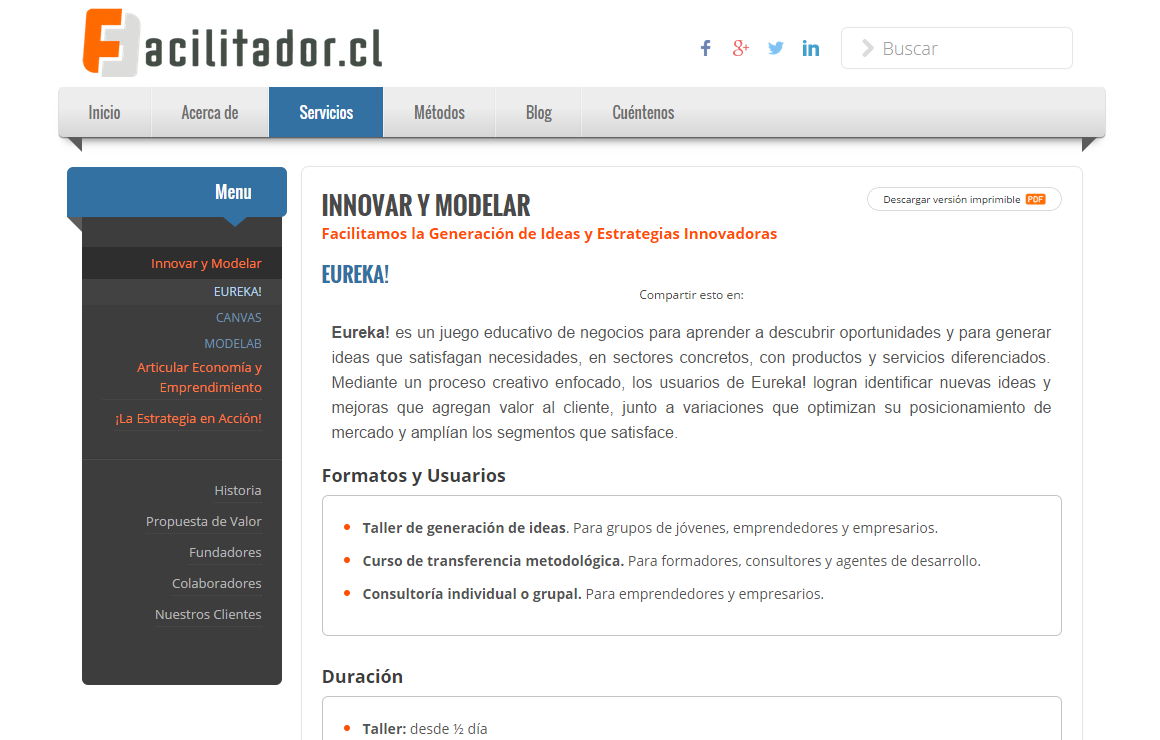 Facilitador.cl
Buscar
Inicio
Acerca de
Servicios
Métodos
Blog
Cuéntenos
Menu
Innovar y Modelar
EUREKA!
CANVAS
MODELAB
Articular Economía y
Emprendimiento
¡La Estrategia en Acción!
Historia
Propuesta de Valor
Fundadores
Colaboradores
Nuestros Clientes
INNOVAR Y MODELAR
Descargar versión imprimible PDF
Facilitamos la Generación de Ideas y Estrategias Innovadoras
EUREKA!
Compartir esto en:
Eureka! es un juego educativo de negocios para aprender a descubrir oportunidades y para generar
ideas que satisfagan necesidades, en sectores concretos, con productos y servicios diferenciados.
Mediante un proceso creativo enfocado, los usuarios de Eureka! logran identificar nuevas ideas y
mejoras que agregan valor al cliente, junto a variaciones que optimizan su posicionamiento de
mercado y amplían los segmentos que satisface.
Formatos y Usuarios
Taller de generación de ideas. Para grupos de jóvenes, emprendedores y empresarios.
Curso de transferencia metodológica. Para formadores, consultores y agentes de desarrollo.
Consultoría individual o grupal. Para emprendedores y empresarios.
Duración
Taller: desde ½ día